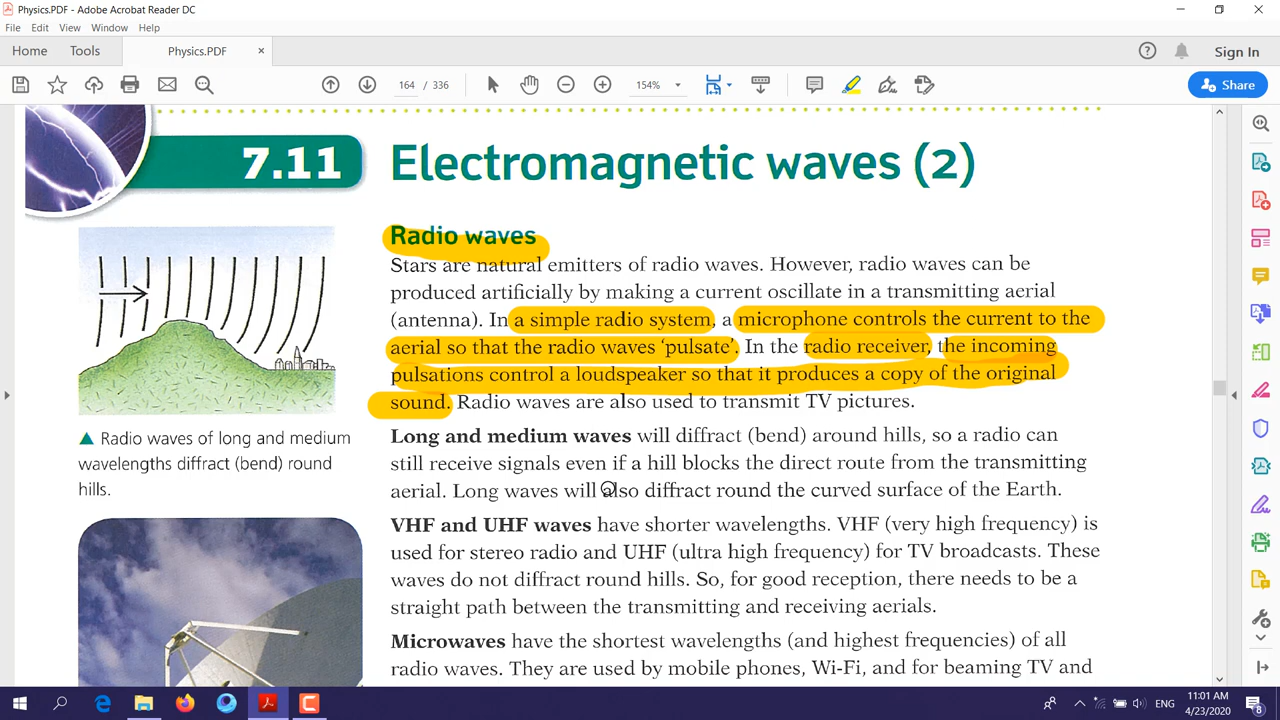 Physics.PDF - Adobe Acrobat Reader DC
File Edit View Window Help
Home Tools Physics.PDF × Sign In
164 / 336 154% Share
7.11 Electromagnetic waves (2)
Radio waves
Stars are natural emitters of radio waves. However, radio waves can be
produced artificially by making a current oscillate in a transmitting aerial
(antenna). In a simple radio system, a microphone controls the current to the
aerial so that the radio waves ‘pulsate’. In the radio receiver, the incoming
pulsations control a loudspeaker so that it produces a copy of the original
sound. Radio waves are also used to transmit TV pictures.
▲ Radio waves of long and medium
wavelengths diffract (bend) round
hills.
Long and medium waves will diffract (bend) around hills, so a radio can
still receive signals even if a hill blocks the direct route from the transmitting
aerial. Long waves will also diffract round the curved surface of the Earth.
VHF and UHF waves have shorter wavelengths. VHF (very high frequency) is
used for stereo radio and UHF (ultra high frequency) for TV broadcasts. These
waves do not diffract round hills. So, for good reception, there needs to be a
straight path between the transmitting and receiving aerials.
Microwaves have the shortest wavelengths (and highest frequencies) of all
radio waves. They are used by mobile phones, Wi-Fi, and for beaming TV and
ENG
11:01 AM
4/23/2020
8